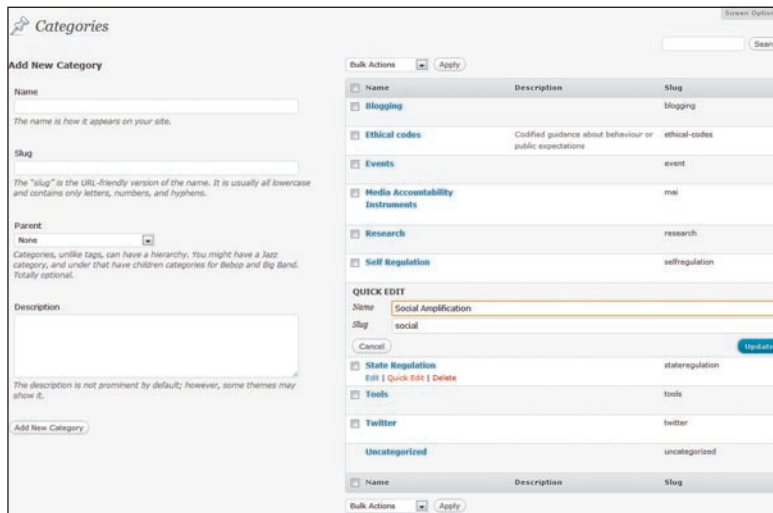 Screen Option
Categories
Sear
Add New Category
Name
The name is how it appears on your site.
Slug
The "slug" is the URL-friendly version of the name. It is usually all lowercase
and contains only letters, numbers, and hyphens.
Parent
None
Categories, unlike tags, can have a hierarchy. You might have a Jazz
category, and under that have children categories for Bebop and Big Band.
Totally optional.
Description
The description is not prominent by default; however, some themes may
show it.
Add New Category
Bulk Actions Apply
Name Description Slug
Blogging blogging
Ethical codes Codified guidance about behaviour or ethical-codes
public expectations
Events event
Media Accountability mai
Instruments
Research research
Self Regulation selfregulation
QUICK EDIT
Name Social Amplification
Slug social
Cancel Update
State Regulation stateregulation
Edit | Quick Edit | Delete
Tools tools
Twitter twitter
Uncategorized uncategorized
Name Description Slug
Bulk Actions Apply